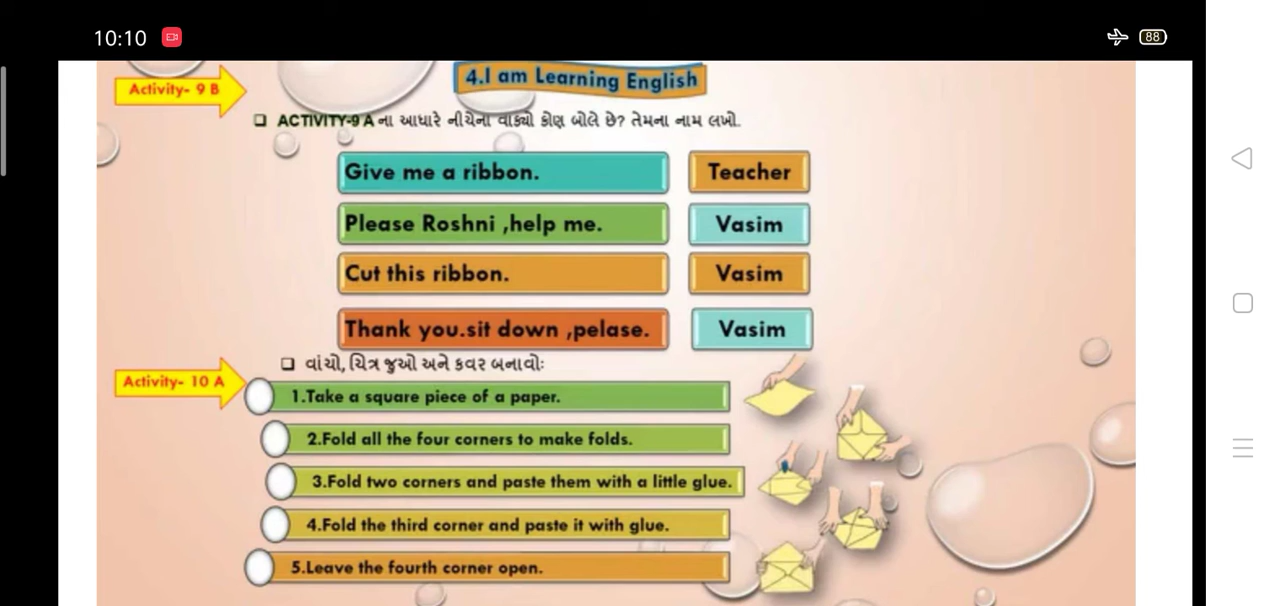 10:10
88
4.I am Learning English
Activity- 9 B
ACTIVITY-9 A ના આધારે નીચેના વાક્યો કોણ બોલે છે? તેમના નામ લખો.
Give me a ribbon. Teacher
Please Roshni ,help me. Vasim
Cut this ribbon. Vasim
Thank you.sit down ,pelase. Vasim
વાંચો, ચિત્ર જુઓ અને કવર બનાવો:
Activity- 10 A
1.Take a square piece of a paper.
2.Fold all the four corners to make folds.
3.Fold two corners and paste them with a little glue.
4.Fold the third corner and paste it with glue.
5.Leave the fourth corner open.